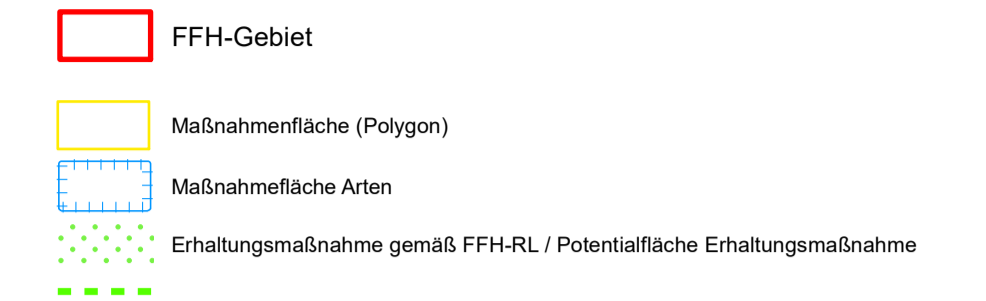 FFH-Gebiet
Maßnahmenfläche (Polygon)
Maßnahmefläche Arten
Erhaltungsmaßnahme gemäß FFH-RL / Potentialfläche Erhaltungsmaßnahme